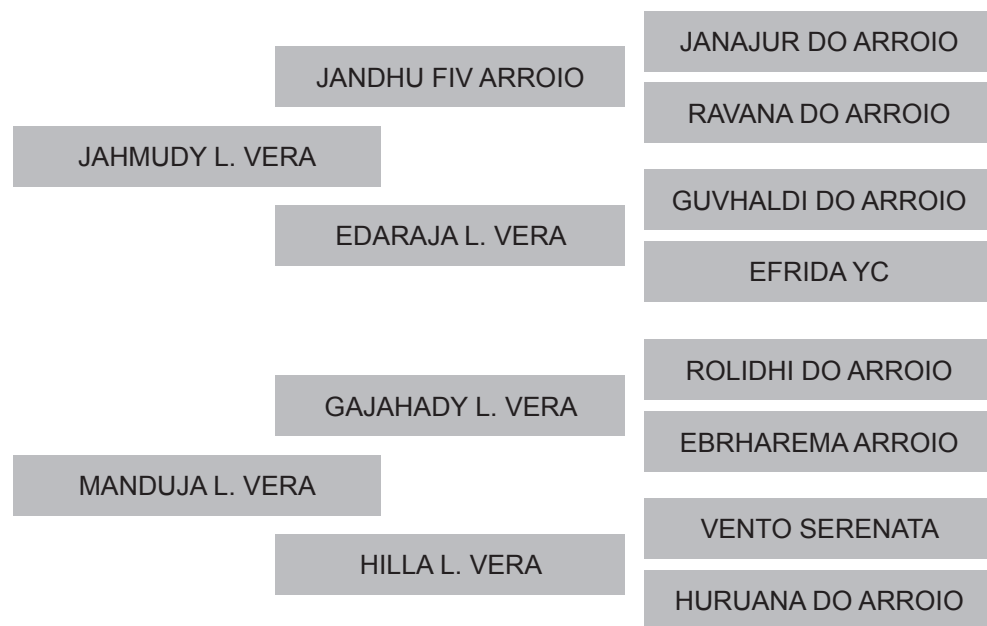 JANAJUR DO ARROIO
JANDHU FIV ARROIO
RAVANA DO ARROIO
JAHMUDY L. VERA
GUVHALDI DO ARROIO
EDARAJA L. VERA
EFRIDA YC
ROLIDHI DO ARROIO
GAJAHADY L. VERA
EBRHAREMA ARROIO
MANDUJA L. VERA
VENTO SERENATA
HILLA L. VERA
HURUANA DO ARROIO